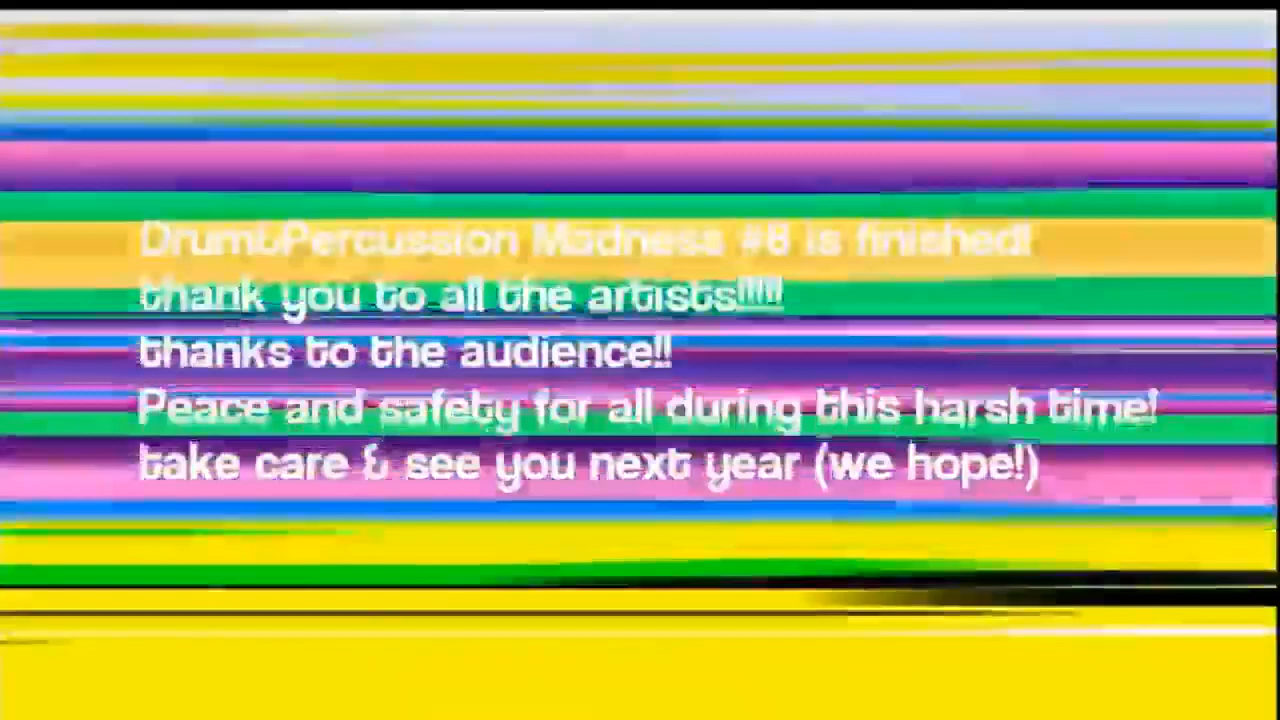 Drum&Percussion Madness #8 is finished!
thank you to all the artists!!!!!
thanks to the audience!!
Peace and safety for all during this harsh time!
take care & see you next year (we hope!)